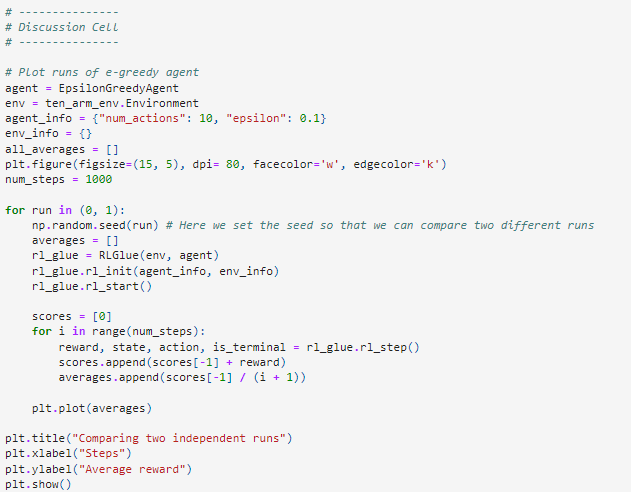 # ---------------
# Discussion Cell
# ---------------

# Plot runs of e-greedy agent
agent = EpsilonGreedyAgent
env = ten_arm_env.Environment
agent_info = {"num_actions": 10, "epsilon": 0.1}
env_info = {}
all_averages = []
plt.figure(figsize=(15, 5), dpi= 80, facecolor='w', edgecolor='k')
num_steps = 1000

for run in (0, 1):
    np.random.seed(run) # Here we set the seed so that we can compare two different runs
    averages = []
    rl_glue = RLGlue(env, agent)
    rl_glue.rl_init(agent_info, env_info)
    rl_glue.rl_start()

    scores = [0]
    for i in range(num_steps):
        reward, state, action, is_terminal = rl_glue.rl_step()
        scores.append(scores[-1] + reward)
        averages.append(scores[-1] / (i + 1))

    plt.plot(averages)

plt.title("Comparing two independent runs")
plt.xlabel("Steps")
plt.ylabel("Average reward")
plt.show()